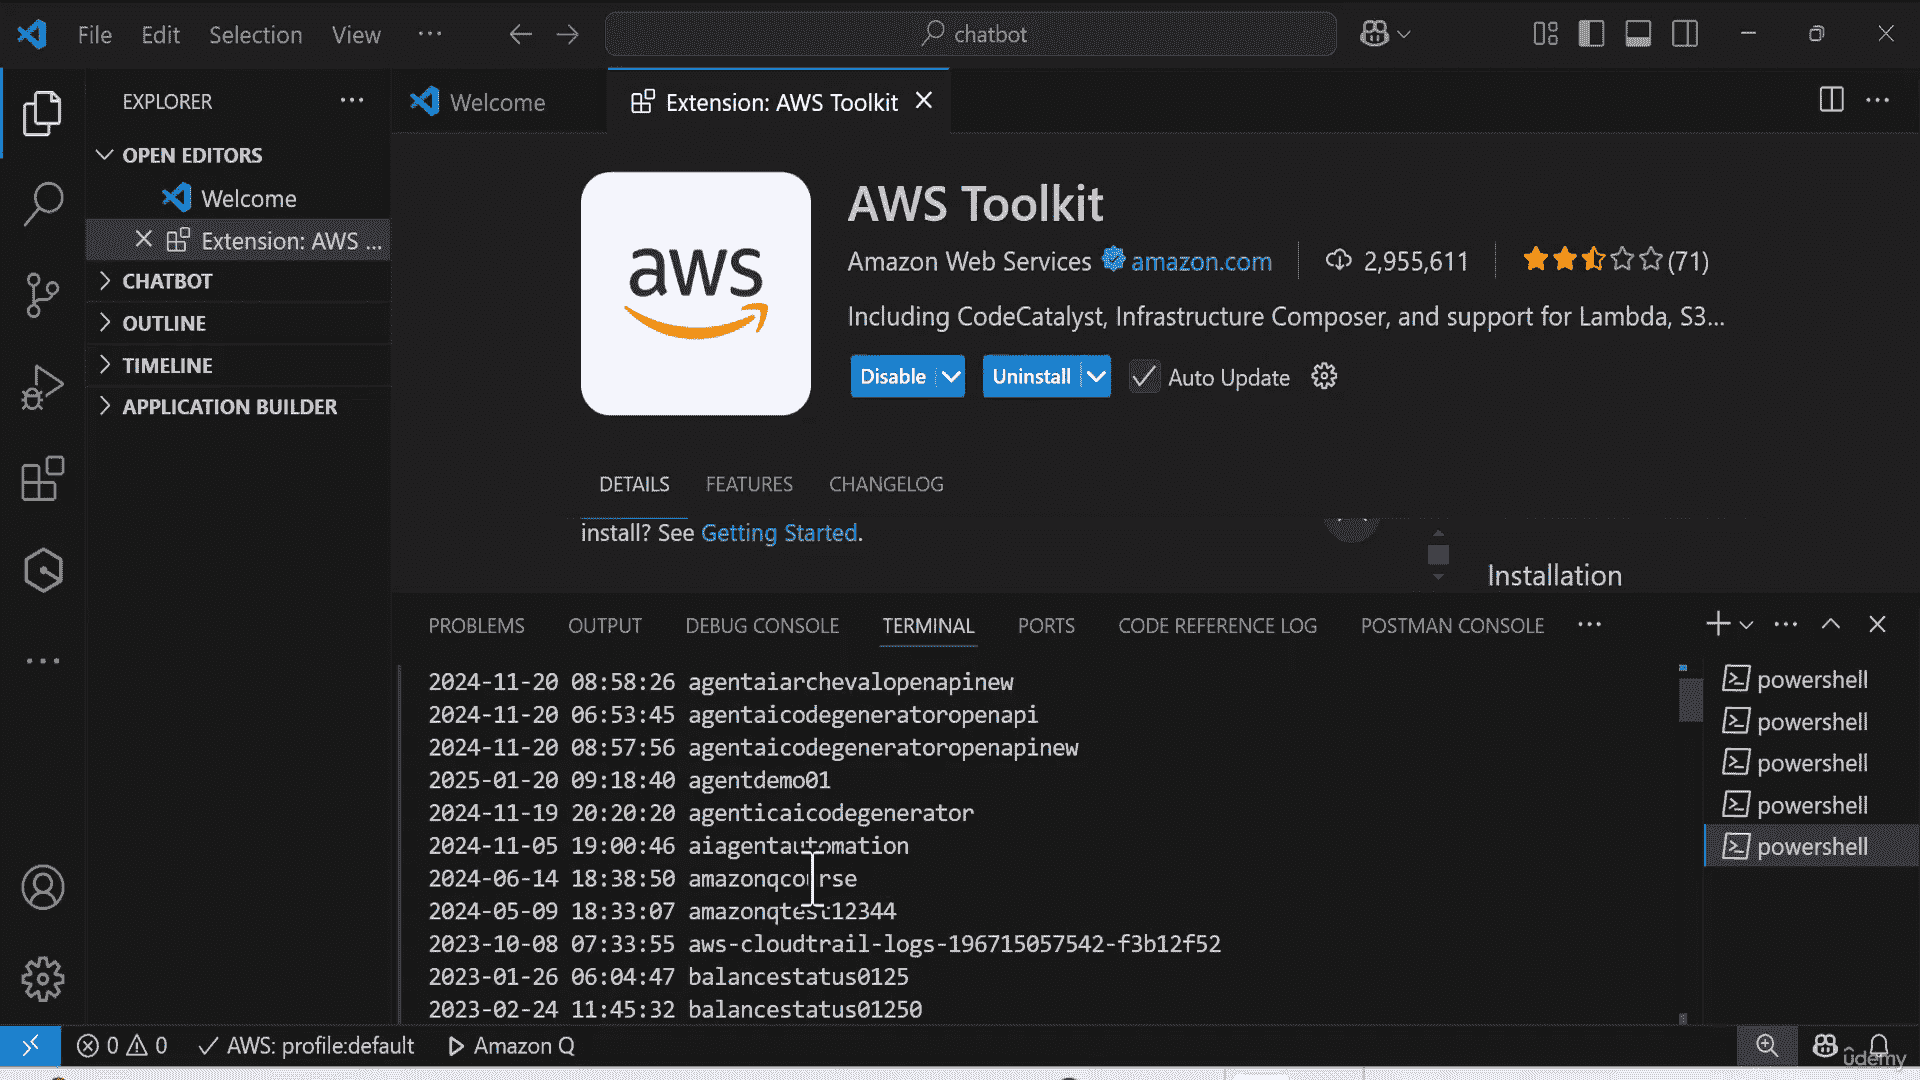 File Edit Selection View ··· chatbot
EXPLORER ···
Welcome
Extension: AWS Toolkit
OPEN EDITORS
Welcome
Extension: AWS ...
CHATBOT
OUTLINE
TIMELINE
APPLICATION BUILDER
aws
AWS Toolkit
Amazon Web Services amazon.com 2,955,611 (71)
Including CodeCatalyst, Infrastructure Composer, and support for Lambda, S3...
Disable Uninstall Auto Update
DETAILS FEATURES CHANGELOG
install? See Getting Started.
Installation
PROBLEMS OUTPUT DEBUG CONSOLE TERMINAL PORTS CODE REFERENCE LOG POSTMAN CONSOLE ···
2024-11-20 08:58:26 agentaiarchevalopenapinew
2024-11-20 06:53:45 agentaicodegeneratoropenapi
2024-11-20 08:57:56 agentaicodegeneratoropenapinew
2025-01-20 09:18:40 agentdemo01
2024-11-19 20:20:20 agenticaicodegenerator
2024-11-05 19:00:46 aiagentautomation
2024-06-14 18:38:50 amazonqcourse
2024-05-09 18:33:07 amazonqtest12344
2023-10-08 07:33:55 aws-cloudtrail-logs-196715057542-f3b12f52
2023-01-26 06:04:47 balancestatus0125
2023-02-24 11:45:32 balancestatus01250
powershell
powershell
powershell
powershell
powershell
0 0 AWS: profile:default Amazon Q
udemy